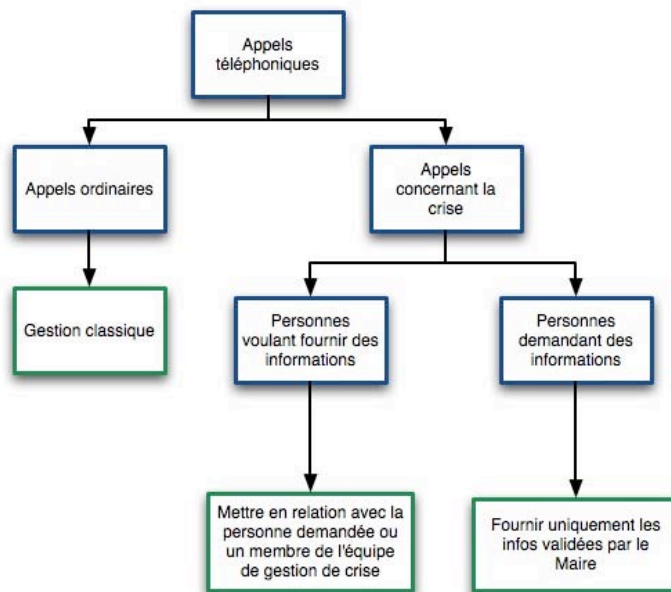 Appels
téléphoniques
Appels ordinaires
Appels
concernant la
crise
Gestion classique
Personnes
voulant fournir des
informations
Personnes
demandant des
informations
Mettre en relation avec la
personne demandée ou
un membre de l'équipe
de gestion de crise
Fournir uniquement les
infos validées par le
Maire